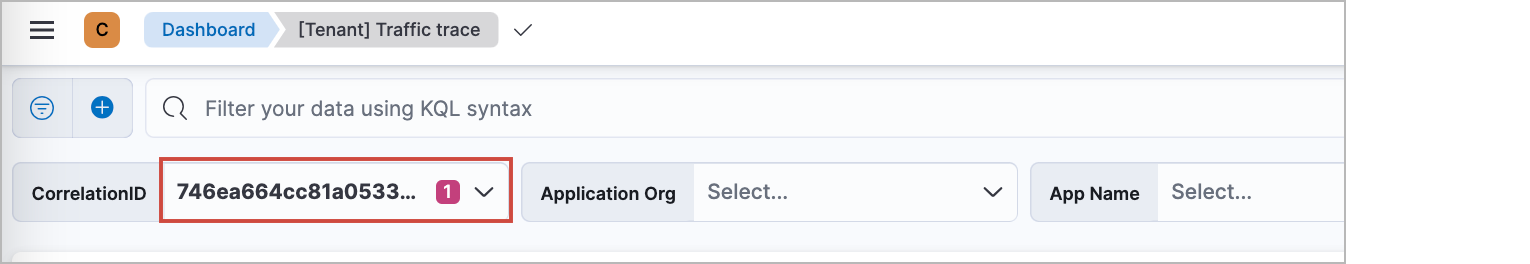 C Dashboard [Tenant] Traffic trace
Filter your data using KQL syntax
CorrelationID 746ea664cc81a0533... 1 Application Org Select... App Name Select...